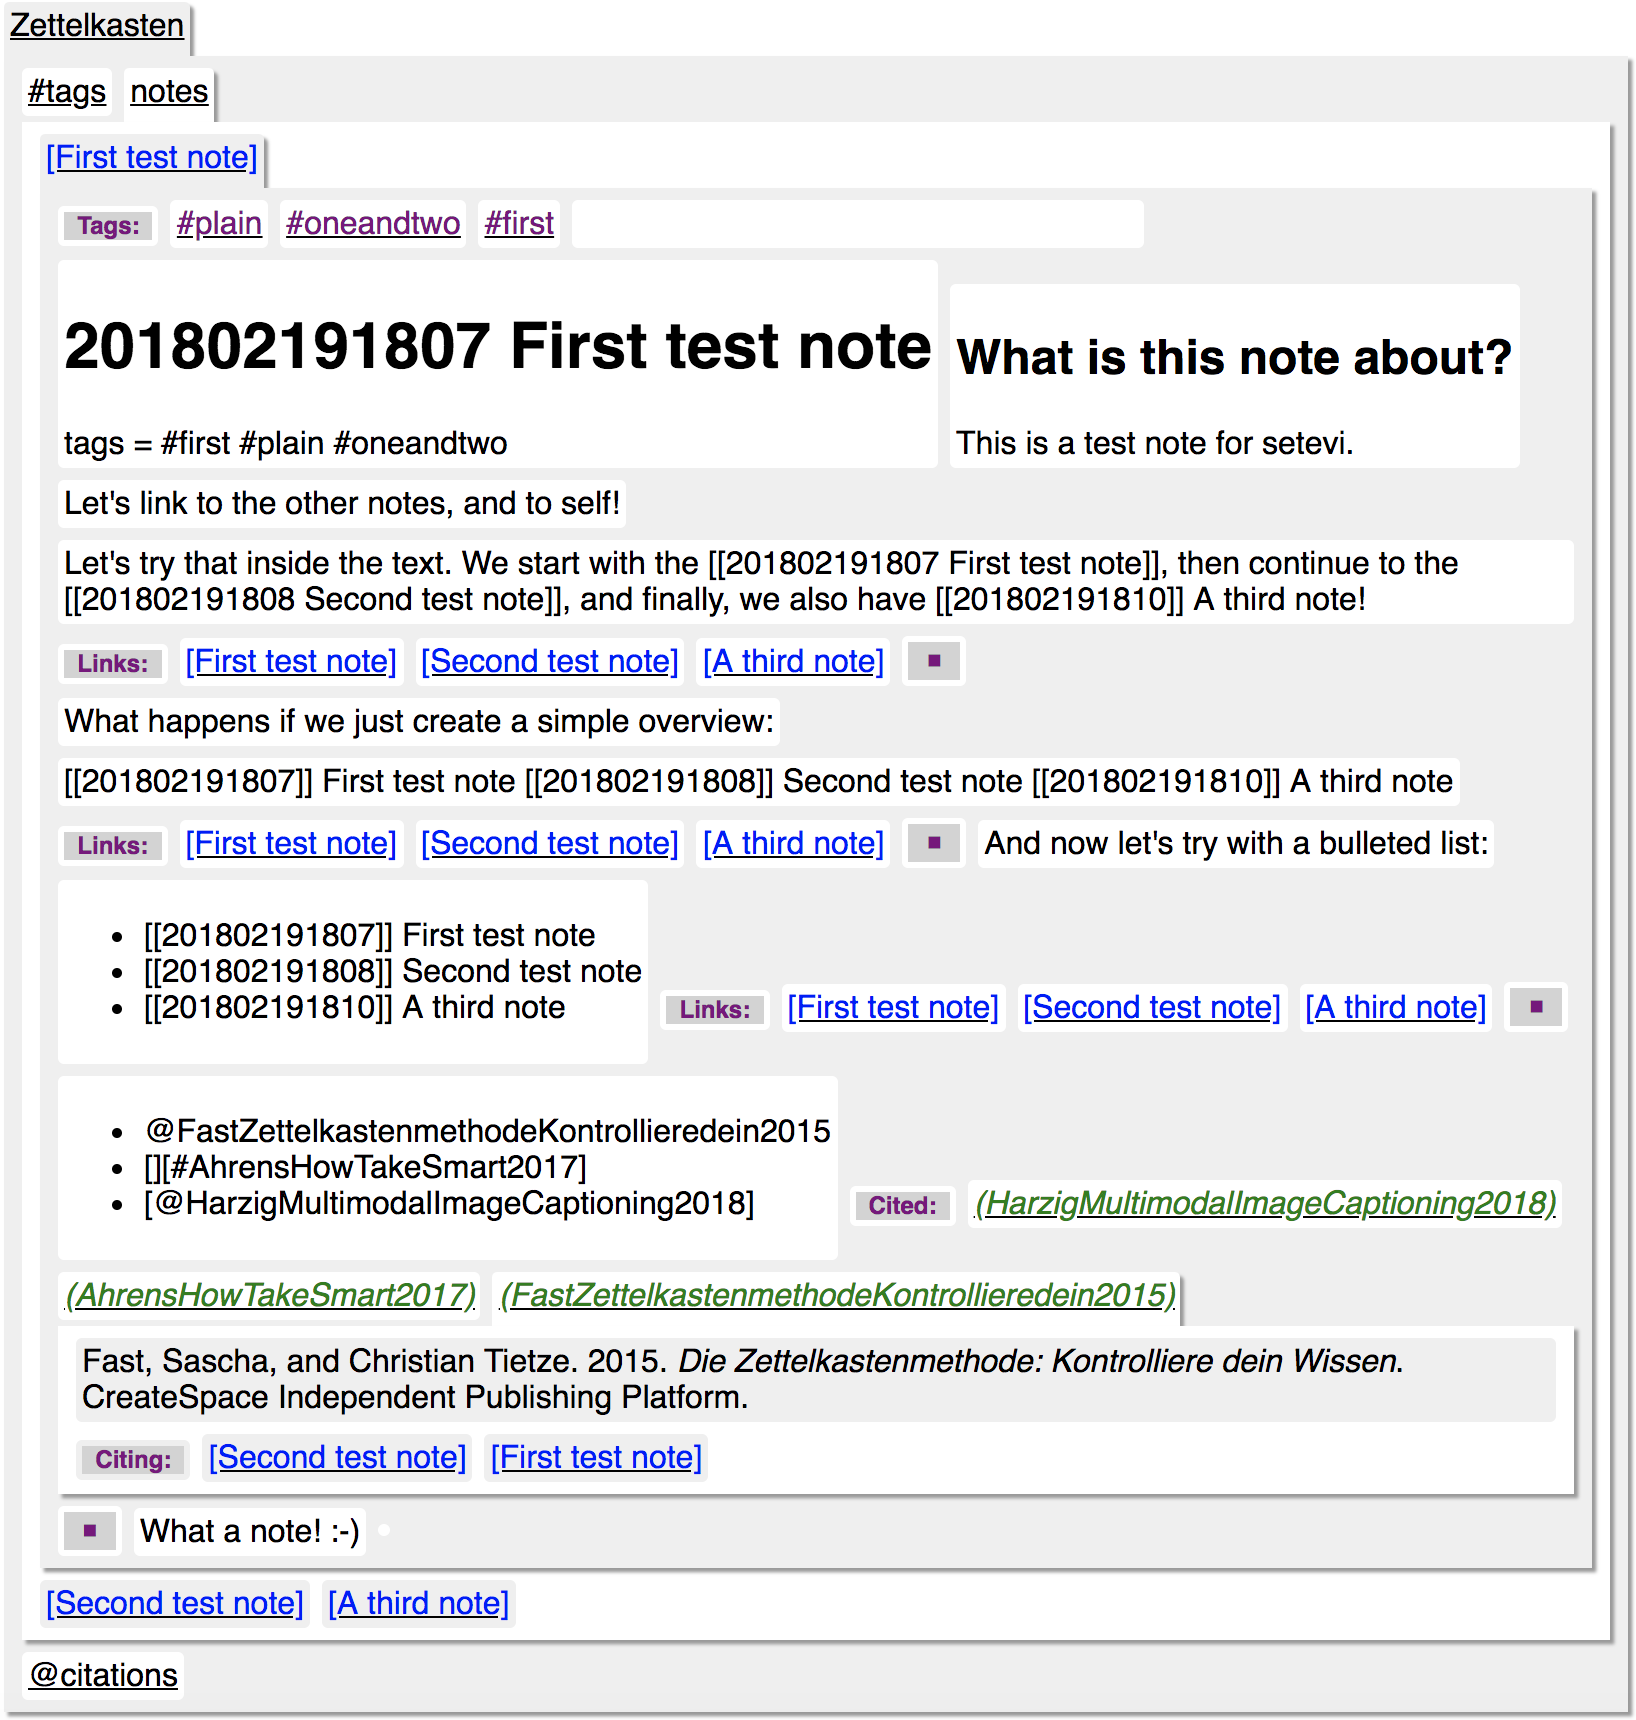 Zettelkasten
#tags notes
[First test note]
Tags: #plain #oneandtwo #first
201802191807 First test note
tags = #first #plain #oneandtwo
What is this note about?
This is a test note for setevi.
Let's link to the other notes, and to self!
Let's try that inside the text. We start with the [[201802191807 First test note]], then continue to the
[[201802191808 Second test note]], and finally, we also have [[201802191810]] A third note!
Links: [First test note] [Second test note] [A third note] ■
What happens if we just create a simple overview:
[[201802191807]] First test note [[201802191808]] Second test note [[201802191810]] A third note
Links: [First test note] [Second test note] [A third note] ■ And now let's try with a bulleted list:
• [[201802191807]] First test note
• [[201802191808]] Second test note
• [[201802191810]] A third note
Links: [First test note] [Second test note] [A third note] ■
• @FastZettelkastenmethodeKontrollieredein2015
• [][#AhrensHowTakeSmart2017]
• [@HarzigMultimodalImageCaptioning2018]
Cited: (HarzigMultimodalImageCaptioning2018)
(AhrensHowTakeSmart2017) (FastZettelkastenmethodeKontrollieredein2015)
Fast, Sascha, and Christian Tietze. 2015. Die Zettelkastenmethode: Kontrolliere dein Wissen.
CreateSpace Independent Publishing Platform.
Citing: [Second test note] [First test note]
■ What a note! :-)
[Second test note] [A third note]
@citations